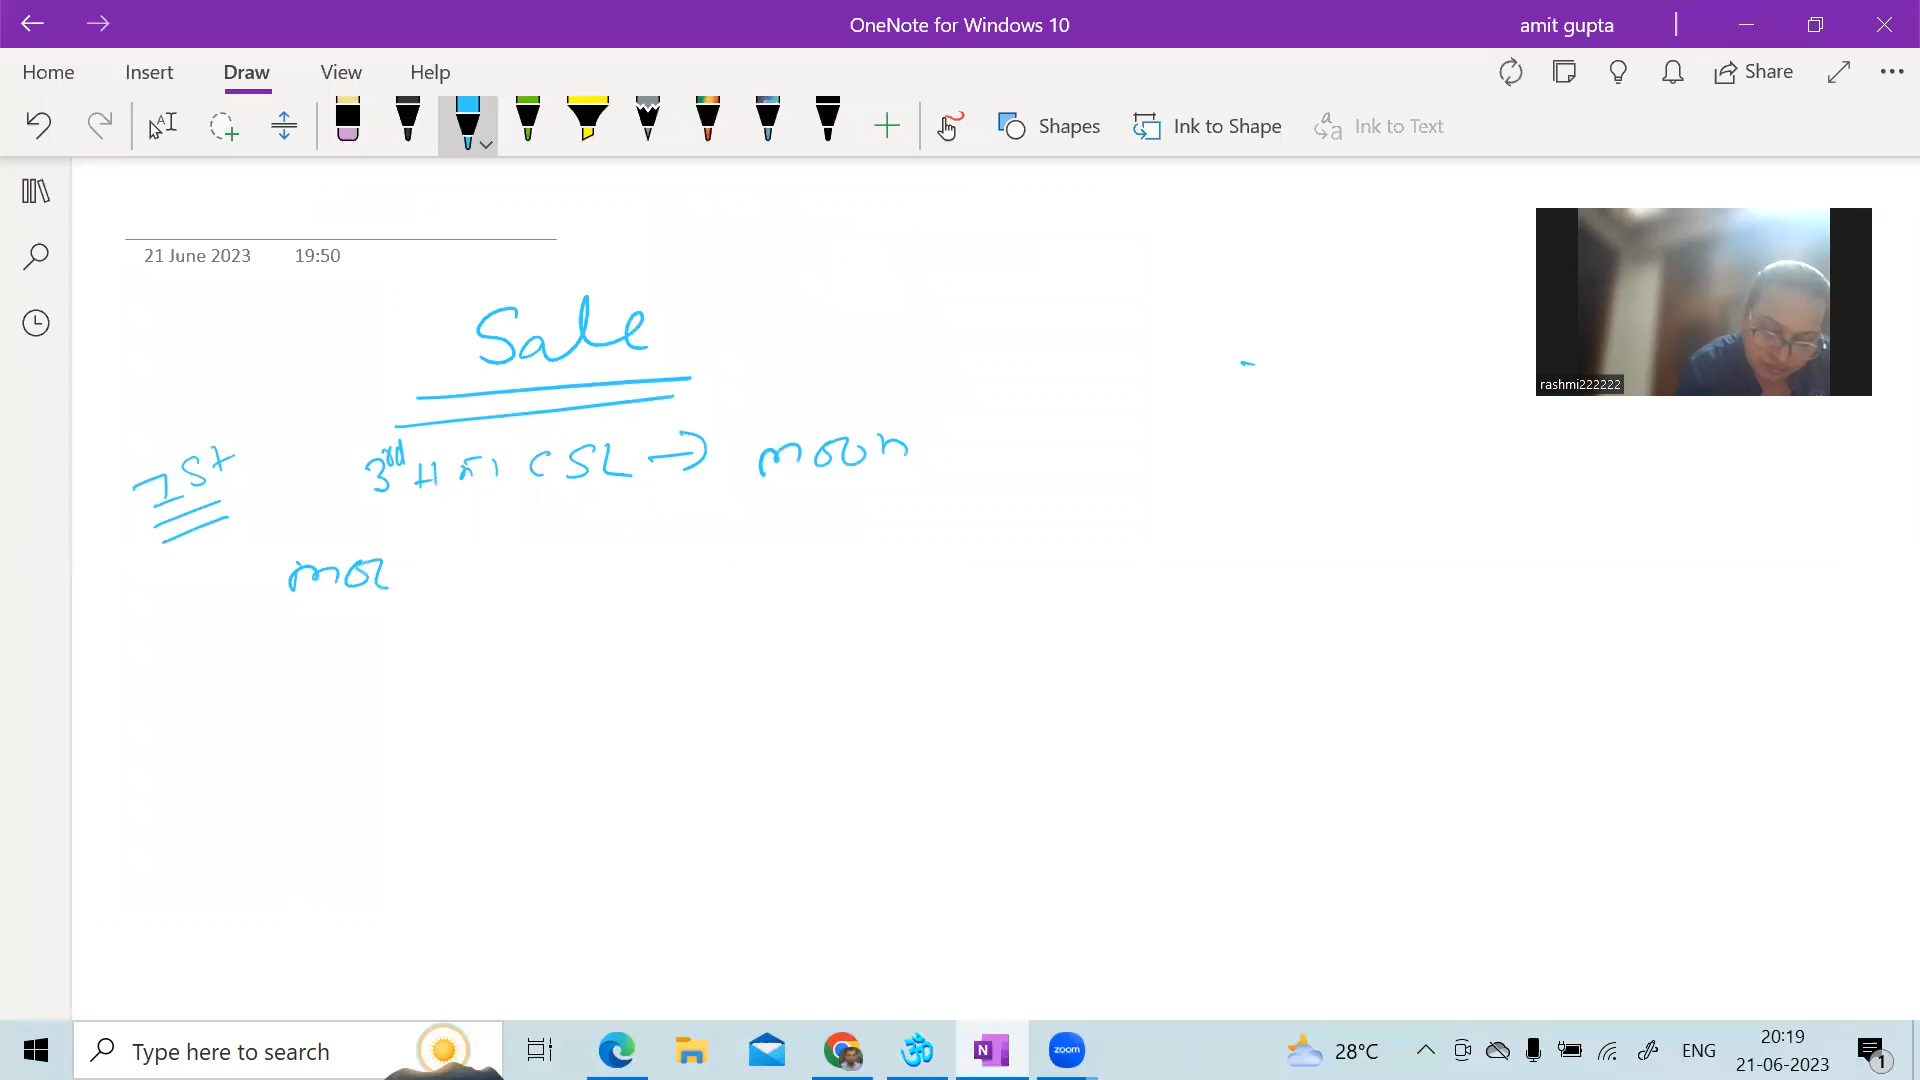 OneNote for Windows 10
amit gupta
Home Insert Draw View Help
Share
Shapes Ink to Shape Ink to Text
21 June 2023 19:50
Sale
1st 3rd H में CSL → moon
rashmi222222
Type here to search
zoom
28°C
ENG
20:19
21-06-2023
1